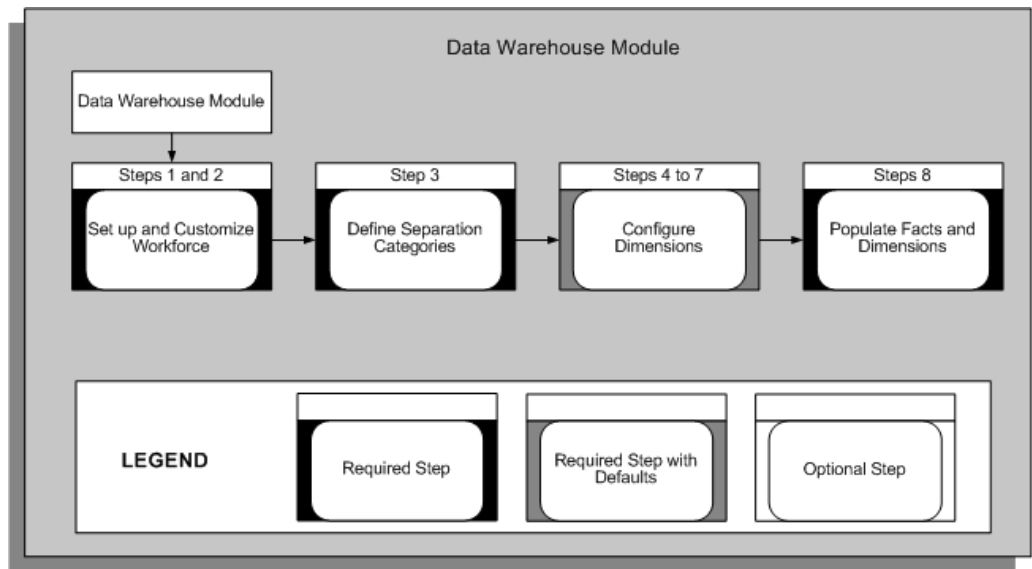 Data Warehouse Module
Data Warehouse Module
Steps 1 and 2
Set up and Customize
Workforce
Step 3
Define Separation
Categories
Steps 4 to 7
Configure
Dimensions
Steps 8
Populate Facts and
Dimensions
LEGEND
Required Step
Required Step with
Defaults
Optional Step